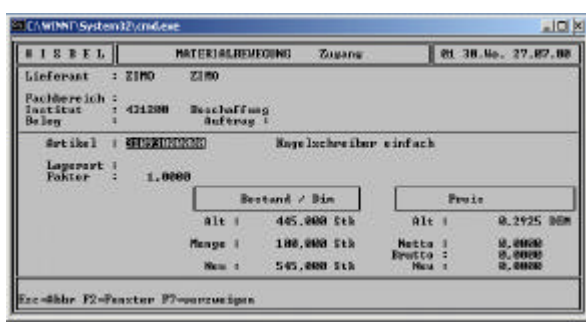 C:\WINNT\System32\cmd.exe
MATERIALBEWEGUNG Zugang 01 30.Wo. 27.07.00
Lieferant : ZIMO ZIMO
Fachbereich :
Institut : 431200 Beschaffung
Beleg : Auftrag :
Artikel : Kugelschreiber einfach
Lagerort :
Faktor : 1.0000
Bestand / Dim Preis
Alt : 445,000 Stk Alt : 0.2925 DEM
Menge : 100,000 Stk Netto : 0,0000
Brutto : 0,0000
Neu : 545,000 Stk Neu : 0,0000
Esc=Abbr F2=Fenster F7=verzweigen